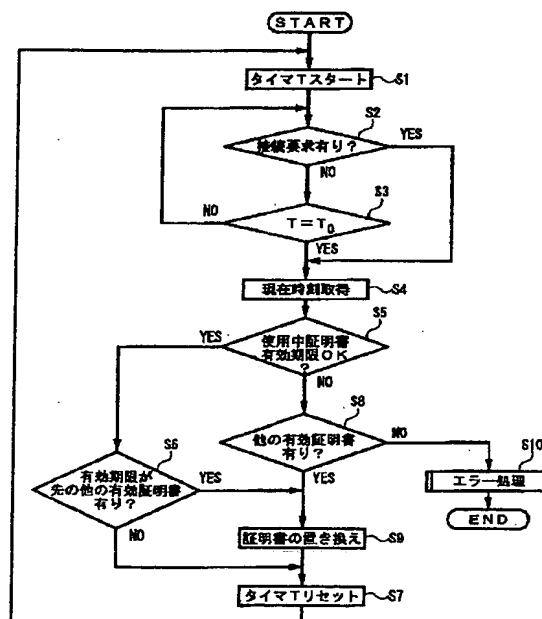 START
タイマTスタート
S1
S2
接続要求有り?
YES
NO
S3
NO
T=T0
YES
現在時刻取得
S4
S5
YES
使用中証明書
有効期限OK
?
NO
S8
S6
他の有効証明書
有り?
NO
S10
有効期限が
先の他の有効証明書
有り?
YES
YES
エラー処理
END
NO
証明書の置き換え
S9
タイマTリセット
S7